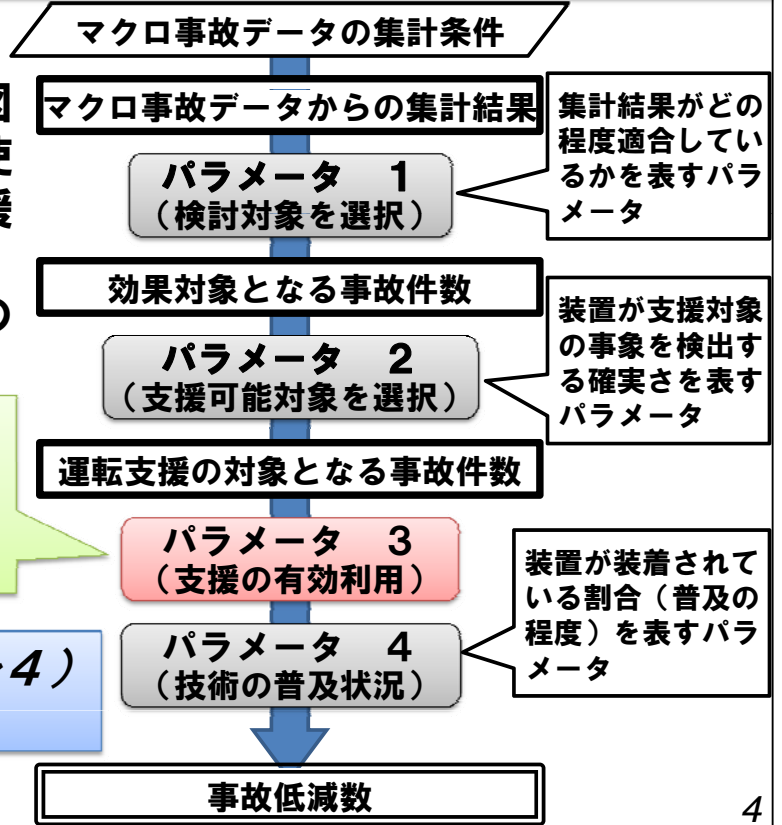 マクロ事故データの集計条件
マクロ事故データからの集計結果
集計結果がどの
程度適合してい
るかを表すパラ
メータ
パラメータ　1
（検討対象を選択）
効果対象となる事故件数
装置が支援対象
の事象を検出す
る確実さを表す
パラメータ
パラメータ　2
（支援可能対象を選択）
運転支援の対象となる事故件数
パラメータ　3
（支援の有効利用）
装置が装着されて
いる割合（普及の
程度）を表すパラ
メータ
パラメータ　4
（技術の普及状況）
4）
事故低減数
の
4